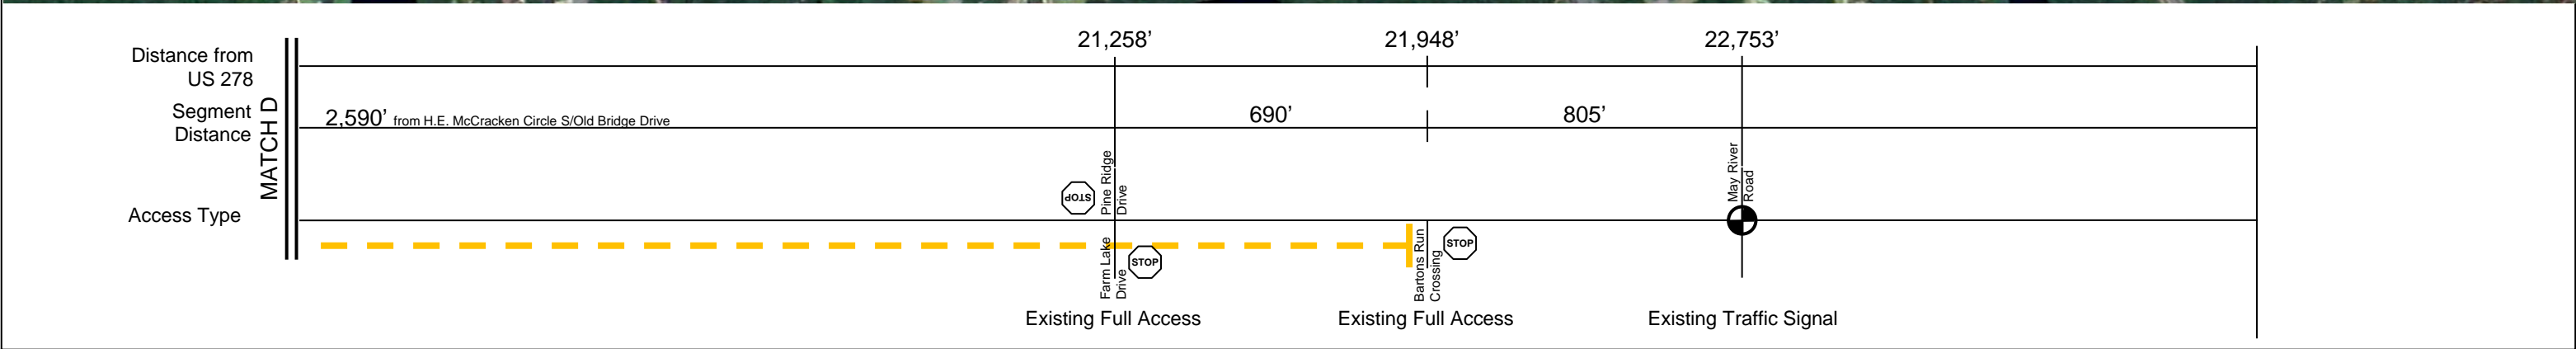 21,258’ 21,948’ 22,753’
Distance from
US 278
Segment
Distance
2,590’ from H.E. McCracken Circle S/Old Bridge Drive 690’ 805’
MATCH D
Access Type
STOP
Pine Ridge
Drive
May River
Road
Farm Lake
Drive
STOP
Bartons Run
Crossing
STOP
Existing Full Access Existing Full Access Existing Traffic Signal